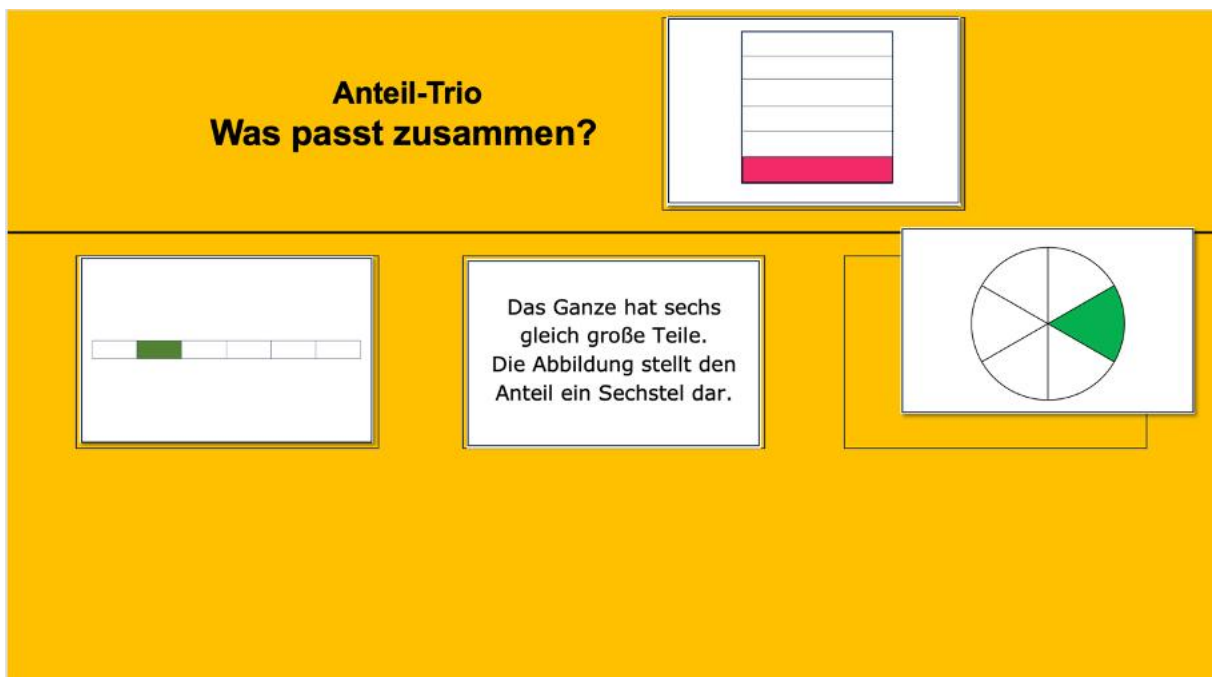 Anteil-Trio
Was passt zusammen?
Das Ganze hat sechs
gleich große Teile.
Die Abbildung stellt den
Anteil ein Sechstel dar.